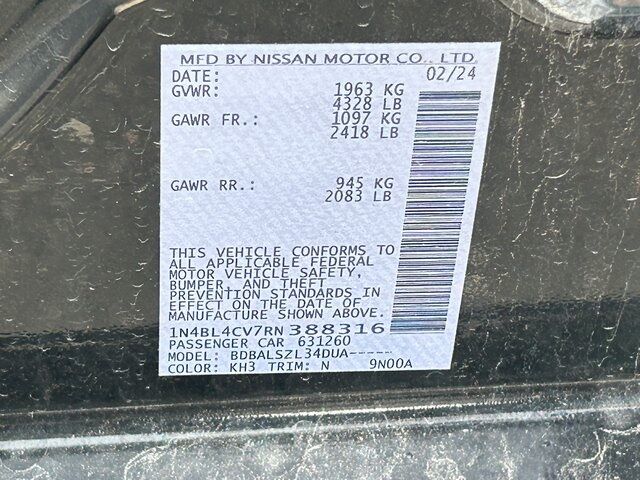 MFD BY NISSAN MOTOR CO., LTD.
DATE: 02/24
GVWR: 1963 KG
4328 LB
GAWR FR.: 1097 KG
2418 LB
GAWR RR.: 945 KG
2083 LB
THIS VEHICLE CONFORMS TO
ALL APPLICABLE FEDERAL
MOTOR VEHICLE SAFETY,
BUMPER, AND THEFT
PREVENTION STANDARDS IN
EFFECT ON THE DATE OF
MANUFACTURE SHOWN ABOVE.
1N4BL4CV7RN388316
PASSENGER CAR 631260
MODEL: BDBALSZL34DUA-----
COLOR: KH3 TRIM: N 9N00A